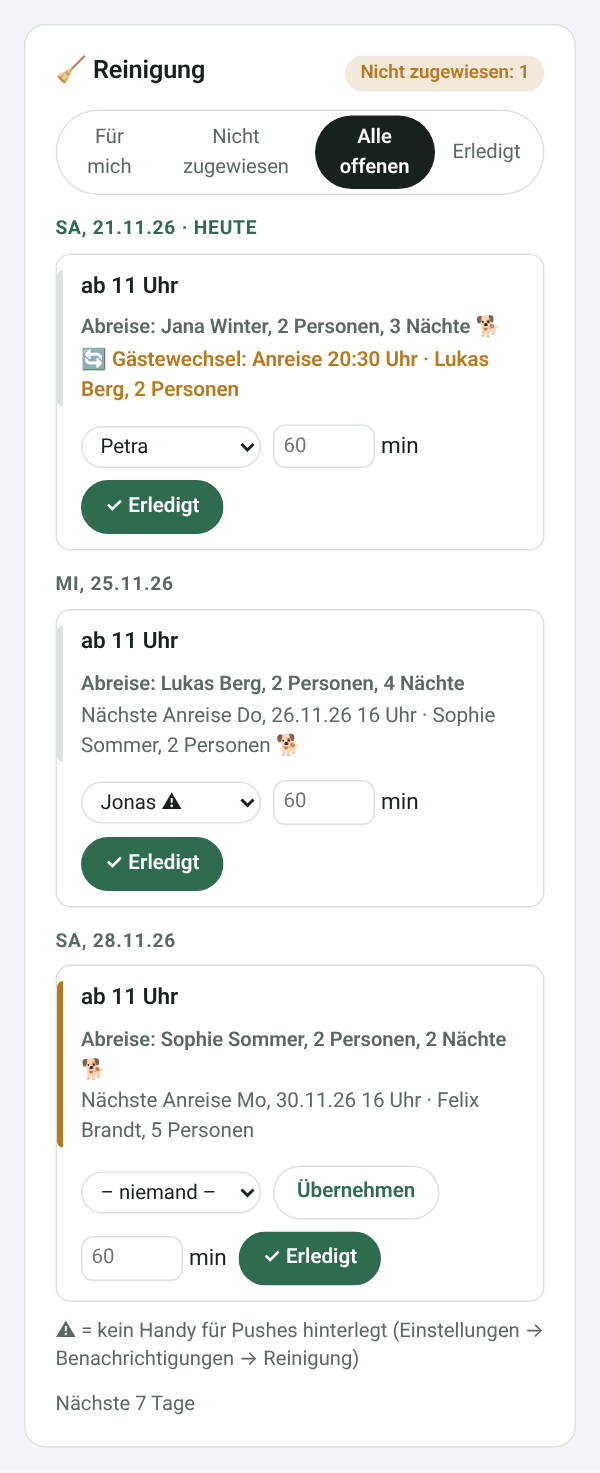 🧹 Reinigung
Nicht zugewiesen: 1
Für
mich
Nicht
zugewiesen
Alle
offenen
Erledigt
SA, 21.11.26 · HEUTE
ab 11 Uhr
Abreise: Jana Winter, 2 Personen, 3 Nächte 🐕
🔄 Gästewechsel: Anreise 20:30 Uhr · Lukas
Berg, 2 Personen
Petra
60 min
✓ Erledigt
MI, 25.11.26
ab 11 Uhr
Abreise: Lukas Berg, 2 Personen, 4 Nächte
Nächste Anreise Do, 26.11.26 16 Uhr · Sophie
Sommer, 2 Personen 🐕
Jonas ⚠
60 min
✓ Erledigt
SA, 28.11.26
ab 11 Uhr
Abreise: Sophie Sommer, 2 Personen, 2 Nächte
🐕
Nächste Anreise Mo, 30.11.26 16 Uhr · Felix
Brandt, 5 Personen
– niemand –
Übernehmen
60 min
✓ Erledigt
⚠ = kein Handy für Pushes hinterlegt (Einstellungen →
Benachrichtigungen → Reinigung)
Nächste 7 Tage